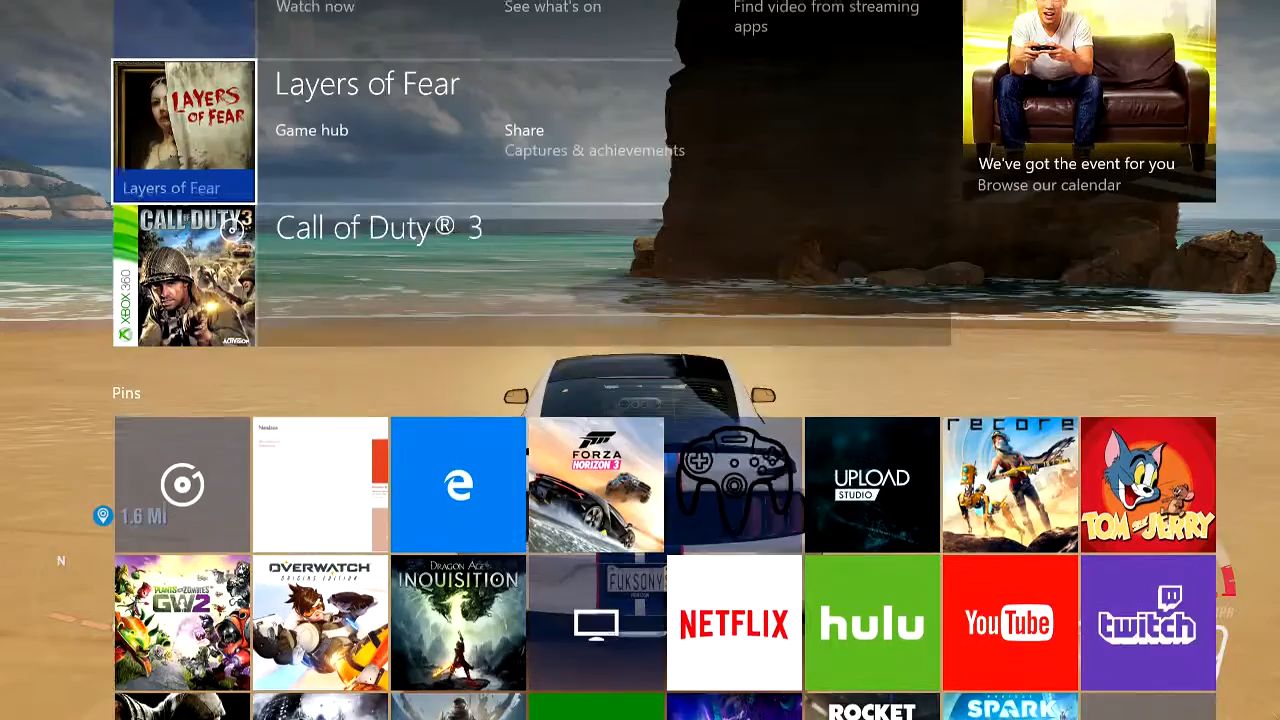 Watch now
See what's on
Find video from streaming
apps
LAYERS
OF FEAR
Layers of Fear
Layers of Fear
Game hub
Share
Captures & achievements
We've got the event for you
Browse our calendar
CALL OF DUTY 3
XBOX 360
ACTIVISION
Call of Duty® 3
Pins
FORZA
HORIZON 3
UPLOAD
STUDIO
recore
TOM and JERRY
1.6 MI
N
PLANTS VS. ZOMBIES
GW2
OVERWATCH
ORIGINS EDITION
DRAGON AGE
INQUISITION
FUKSONY
NETFLIX
hulu
YouTube
twitch
ROCKET
PROJECT
SPARK